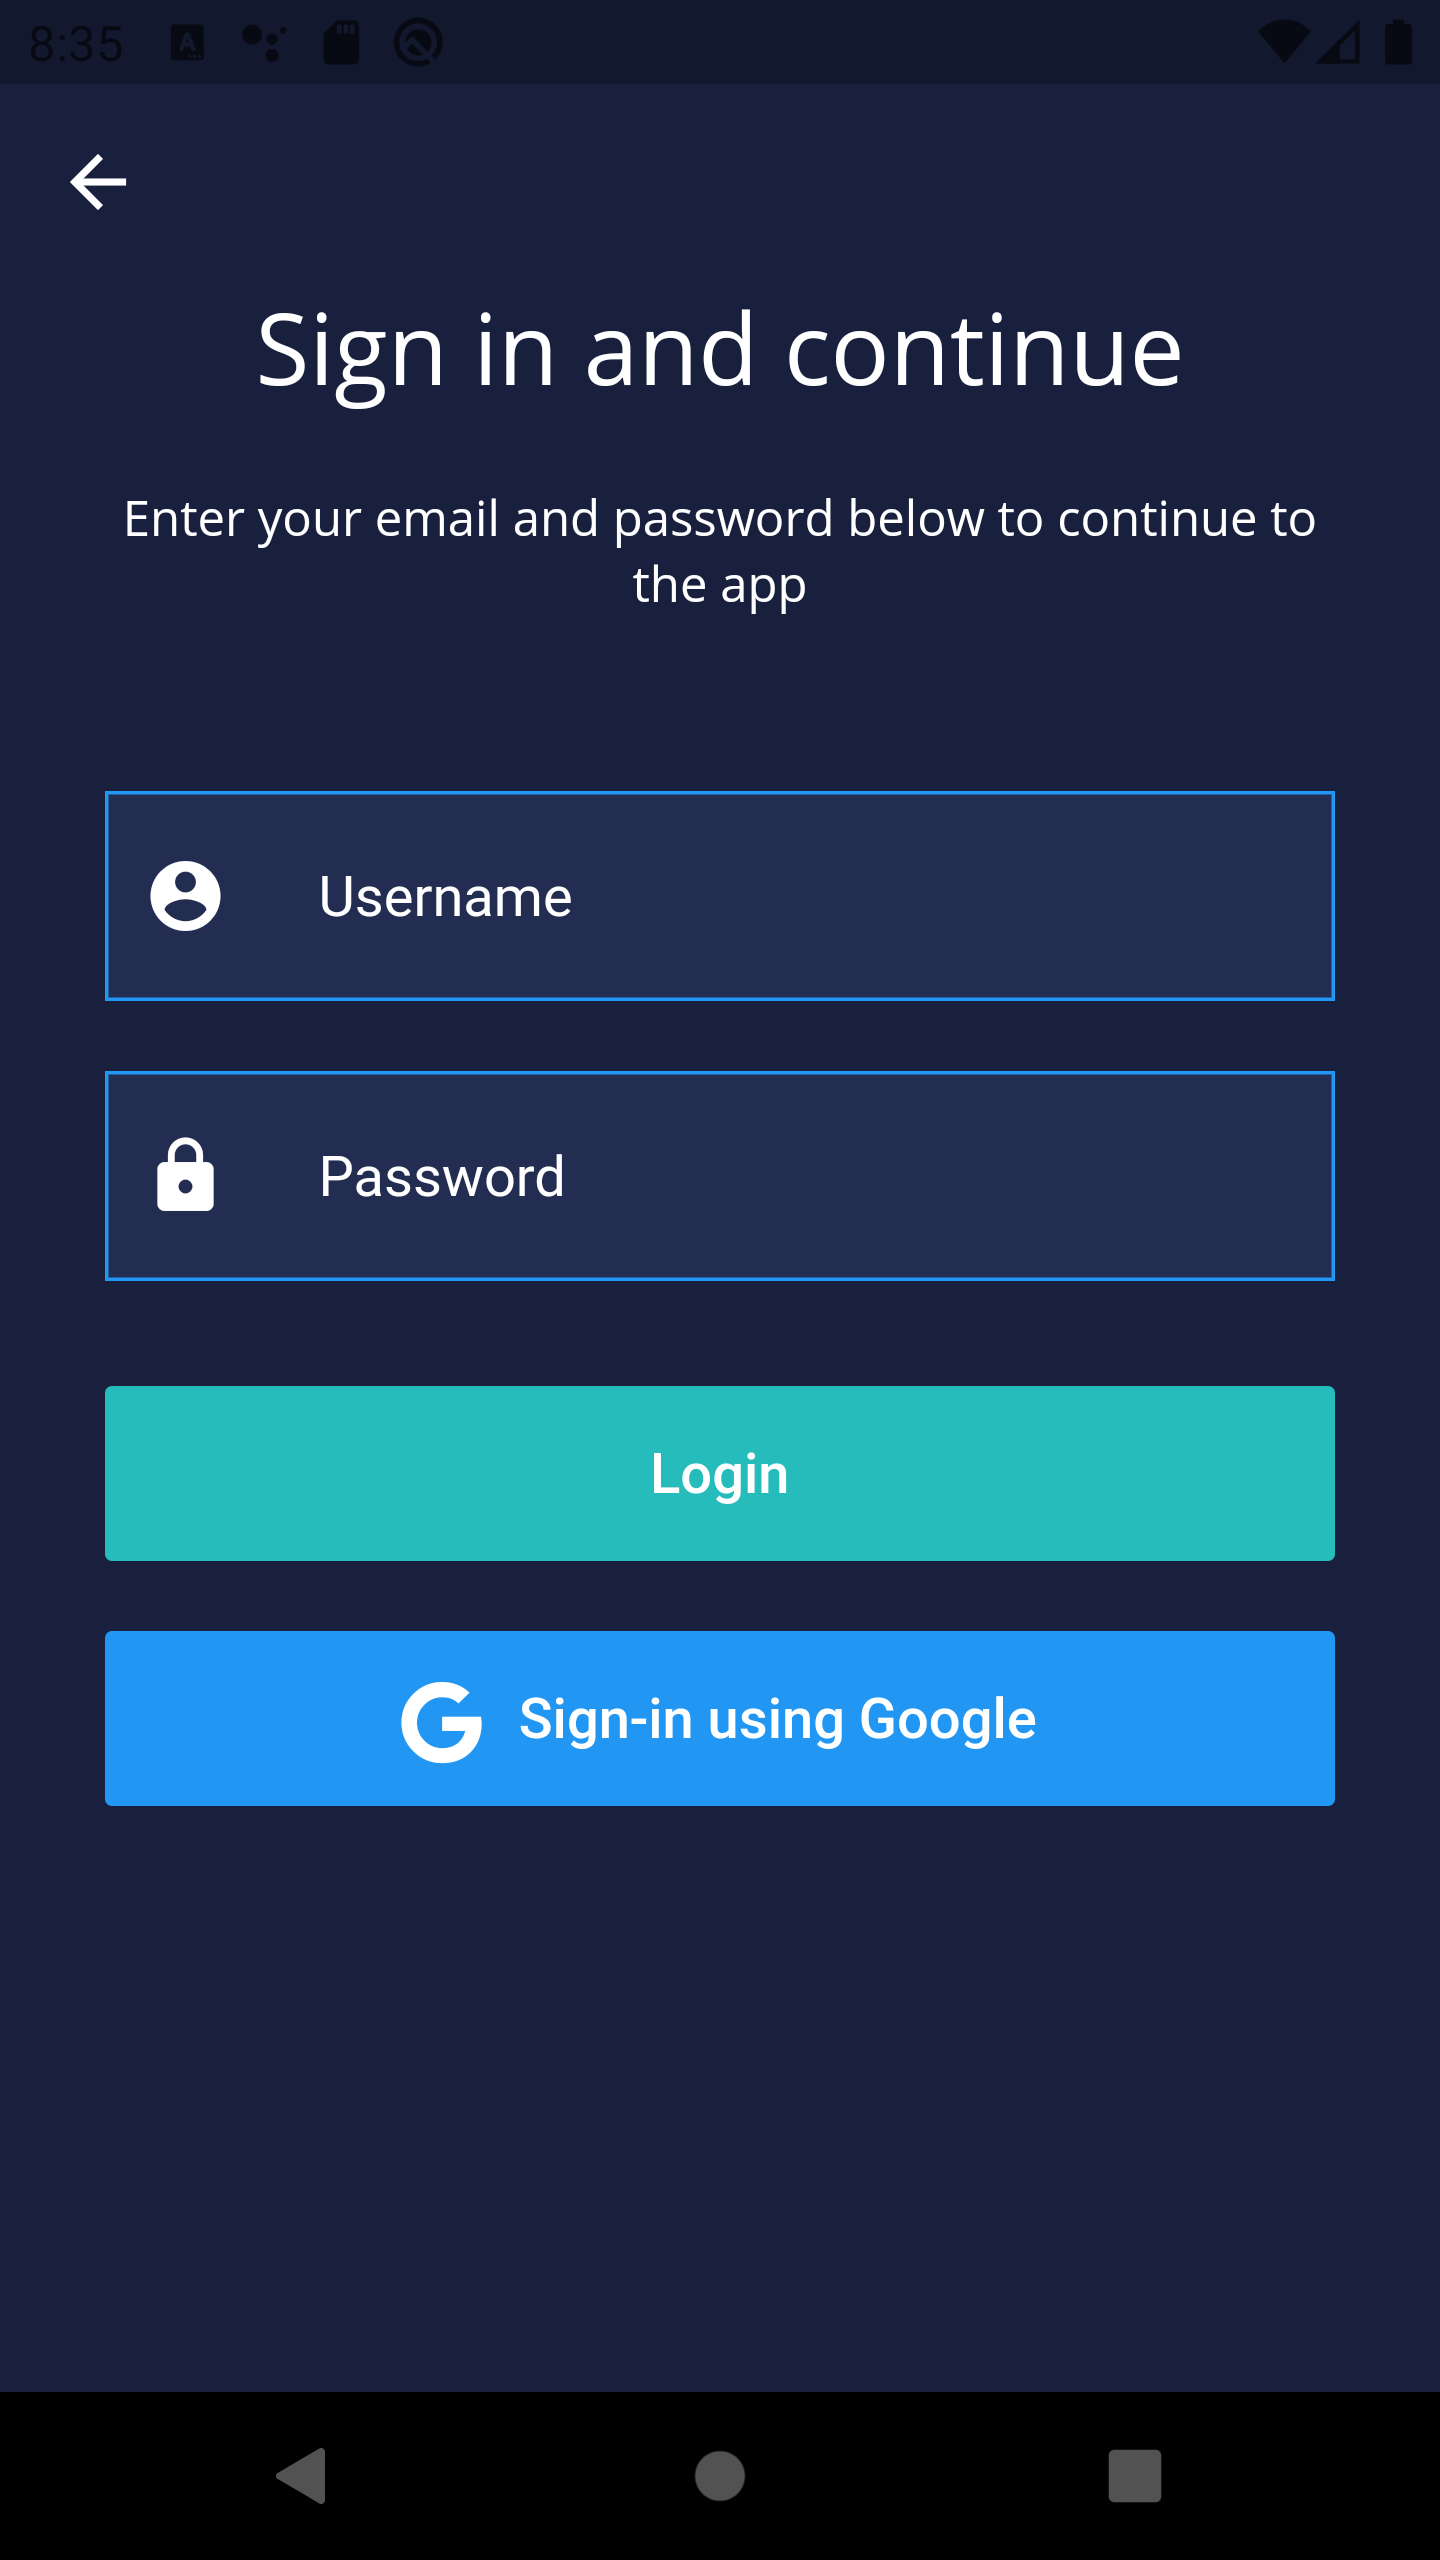 8:35
Sign in and continue
Enter your email and password below to continue to
the app
Username
Password
Login
Sign-in using Google